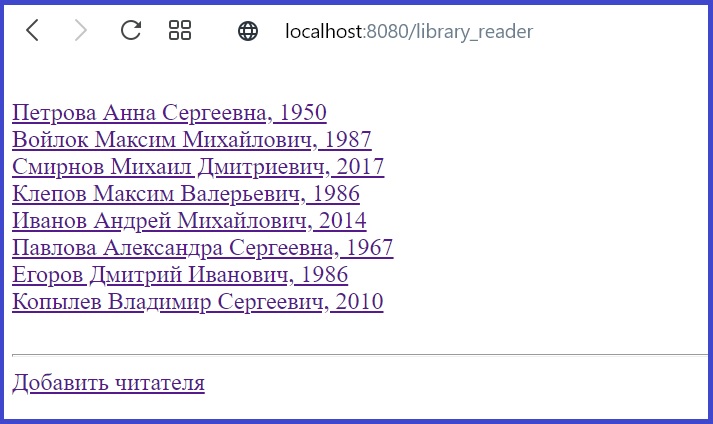 localhost:8080/library_reader
Петрова Анна Сергеевна, 1950
Войлок Максим Михайлович, 1987
Смирнов Михаил Дмитриевич, 2017
Клепов Максим Валерьевич, 1986
Иванов Андрей Михайлович, 2014
Павлова Александра Сергеевна, 1967
Егоров Дмитрий Иванович, 1986
Копылев Владимир Сергеевич, 2010
Добавить читателя